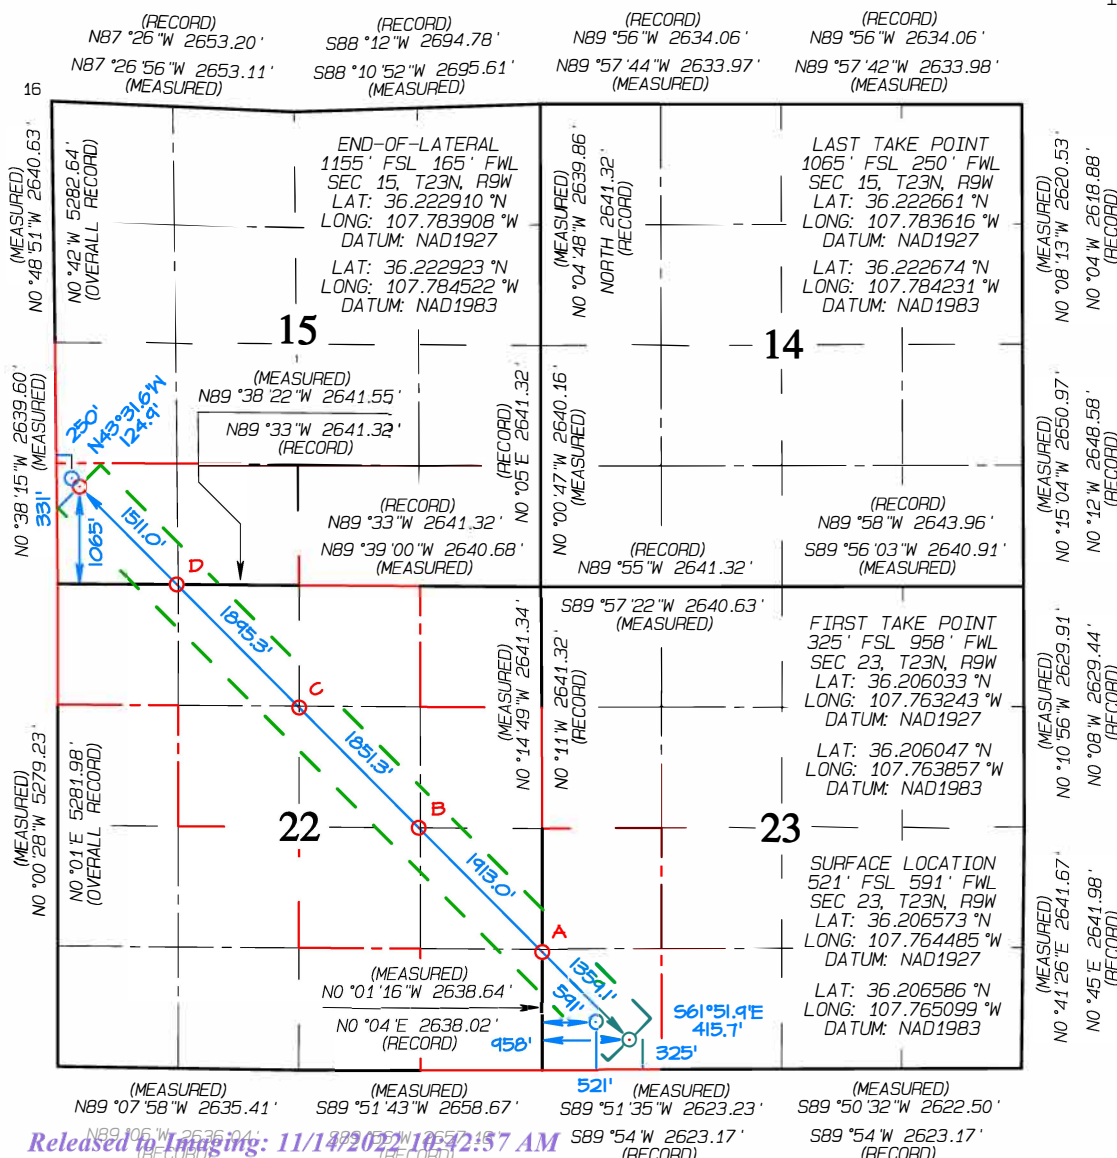 (RECORD)
N87°26'W 2653.20'
N87°26'56"W 2653.11'
(MEASURED)
(RECORD)
S88°12'W 2694.78'
S88°10'52"W 2695.61'
(MEASURED)
(RECORD)
N89°56'W 2634.06'
N89°57'44"W 2633.97'
(MEASURED)
(RECORD)
N89°56'W 2634.06'
N89°57'42"W 2633.98'
(MEASURED)
16
(MEASURED)
N0°48'51"W 2640.63'
N0°42'W 5282.64'
(OVERALL RECORD)
END-OF-LATERAL
1155' FSL 165' FWL
SEC 15, T23N, R9W
LAT: 36.222910°N
LONG: 107.783908°W
DATUM: NAD1927
LAT: 36.222923°N
LONG: 107.784522°W
DATUM: NAD1983
15
N0°04'48"W 2639.86'
(MEASURED)
NORTH 2641.32'
(RECORD)
LAST TAKE POINT
1065' FSL 250' FWL
SEC 15, T23N, R9W
LAT: 36.222661°N
LONG: 107.783616°W
DATUM: NAD1927
LAT: 36.222674°N
LONG: 107.784231°W
DATUM: NAD1983
14
(MEASURED)
N0°08'13"W 2620.53'
N0°04'W 2618.88'
(RECORD)
N0°38'15"W 2639.60'
(MEASURED)
(MEASURED)
N89°38'22"W 2641.55'
N89°33'W 2641.32'
(RECORD)
(RECORD)
N0°05'E 2641.32'
N0°00'47"W 2640.16'
(MEASURED)
250'
N43°31.6'W
124.9'
331'
1065'
1511.0'
D
(RECORD)
N89°33'W 2641.32'
N89°39'00"W 2640.68'
(MEASURED)
(RECORD)
N89°55'W 2641.32'
(RECORD)
N89°58'W 2643.96'
S89°56'03"W 2640.91'
(MEASURED)
(MEASURED)
N0°15'04"W 2650.97'
N0°12'W 2648.58'
(RECORD)
S89°57'22"W 2640.63'
(MEASURED)
1895.3'
C
1851.3'
B
22
1913.0'
A
(MEASURED)
N0°00'28"W 5279.23'
N0°01'E 5281.98'
(OVERALL RECORD)
(MEASURED)
N0°14'49"W 2641.34'
N0°11'W 2641.32'
(RECORD)
FIRST TAKE POINT
325' FSL 958' FWL
SEC 23, T23N, R9W
LAT: 36.206033°N
LONG: 107.763243°W
DATUM: NAD1927
LAT: 36.206047°N
LONG: 107.763857°W
DATUM: NAD1983
23
(MEASURED)
N0°10'56"W 2629.91'
N0°08'W 2629.44'
(RECORD)
SURFACE LOCATION
521' FSL 591' FWL
SEC 23, T23N, R9W
LAT: 36.206573°N
LONG: 107.764485°W
DATUM: NAD1927
LAT: 36.206586°N
LONG: 107.765099°W
DATUM: NAD1983
(MEASURED)
N0°41'26"E 2641.67'
N0°45'E 2641.98'
(RECORD)
(MEASURED)
N0°01'16"W 2638.64'
N0°04'E 2638.02'
(RECORD)
1359.1'
591'
958'
S61°51.9'E
415.7'
325'
521'
(MEASURED)
N89°07'58"W 2635.41'
N89°06'W 2636.04'
(RECORD)
(MEASURED)
S89°51'43"W 2658.67'
(RECORD)
(MEASURED)
S89°51'35"W 2623.23'
S89°54'W 2623.17'
(RECORD)
(MEASURED)
S89°50'32"W 2622.50'
S89°54'W 2623.17'
(RECORD)
Released to Imaging: 11/14/2022 10:42:57 AM